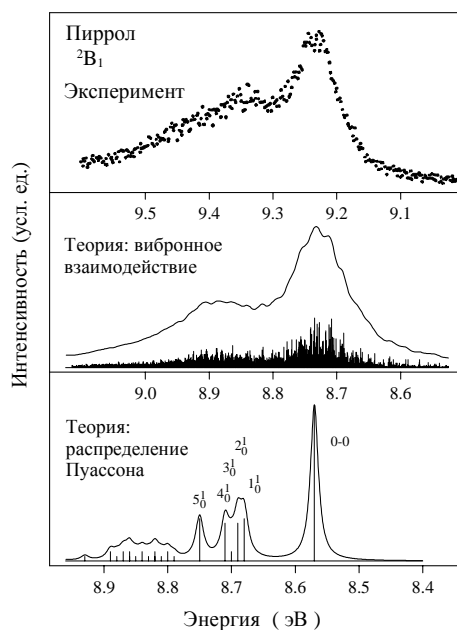 Пиррол
²B₁
Эксперимент
9.5 9.4 9.3 9.2 9.1
Теория: вибронное
взаимодействие
9.0 8.9 8.8 8.7 8.6
Теория:
распределение
Пуассона
0-0
2¹₀
3¹₀
1¹₀
4¹₀
5¹₀
8.9 8.8 8.7 8.6 8.5 8.4
Энергия ( эВ )
Интенсивность (усл. ед.)